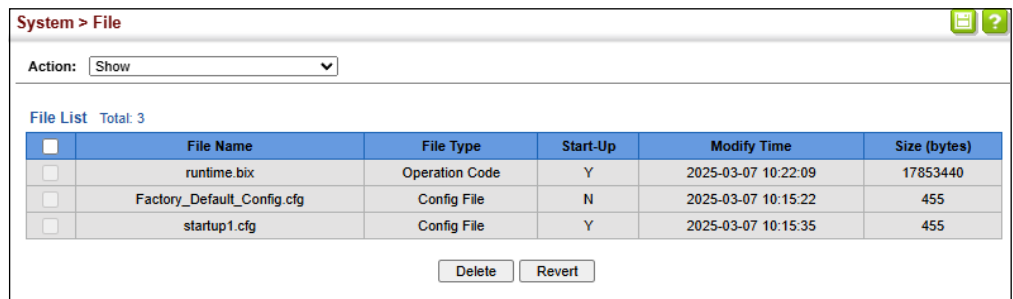 System > File
?
Action: Show
File List Total: 3
File Name File Type Start-Up Modify Time Size (bytes)
runtime.bix Operation Code Y 2025-03-07 10:22:09 17853440
Factory_Default_Config.cfg Config File N 2025-03-07 10:15:22 455
startup1.cfg Config File Y 2025-03-07 10:15:35 455
Delete Revert